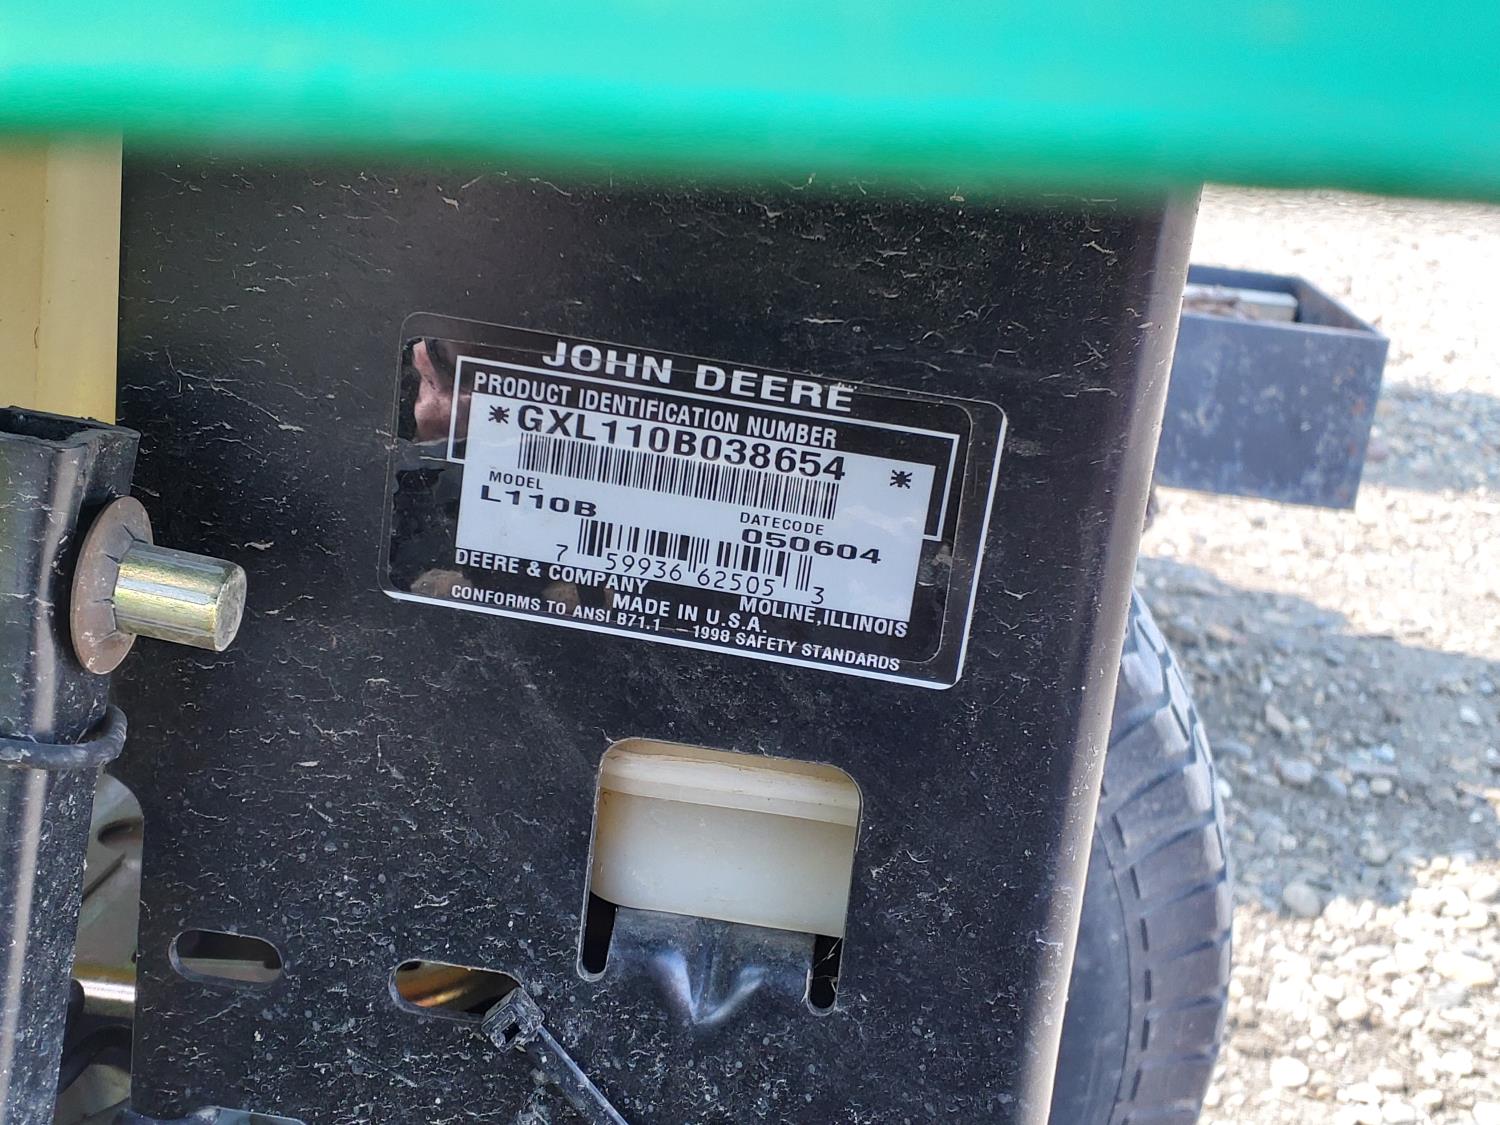 JOHN DEERE
PRODUCT IDENTIFICATION NUMBER
*GXL110B038654 *
MODEL
L110B
DATECODE
050604
7 59936 62505 3
DEERE & COMPANY MOLINE, ILLINOIS
MADE IN U.S.A.
CONFORMS TO ANSI B71.1 — 1998 SAFETY STANDARDS